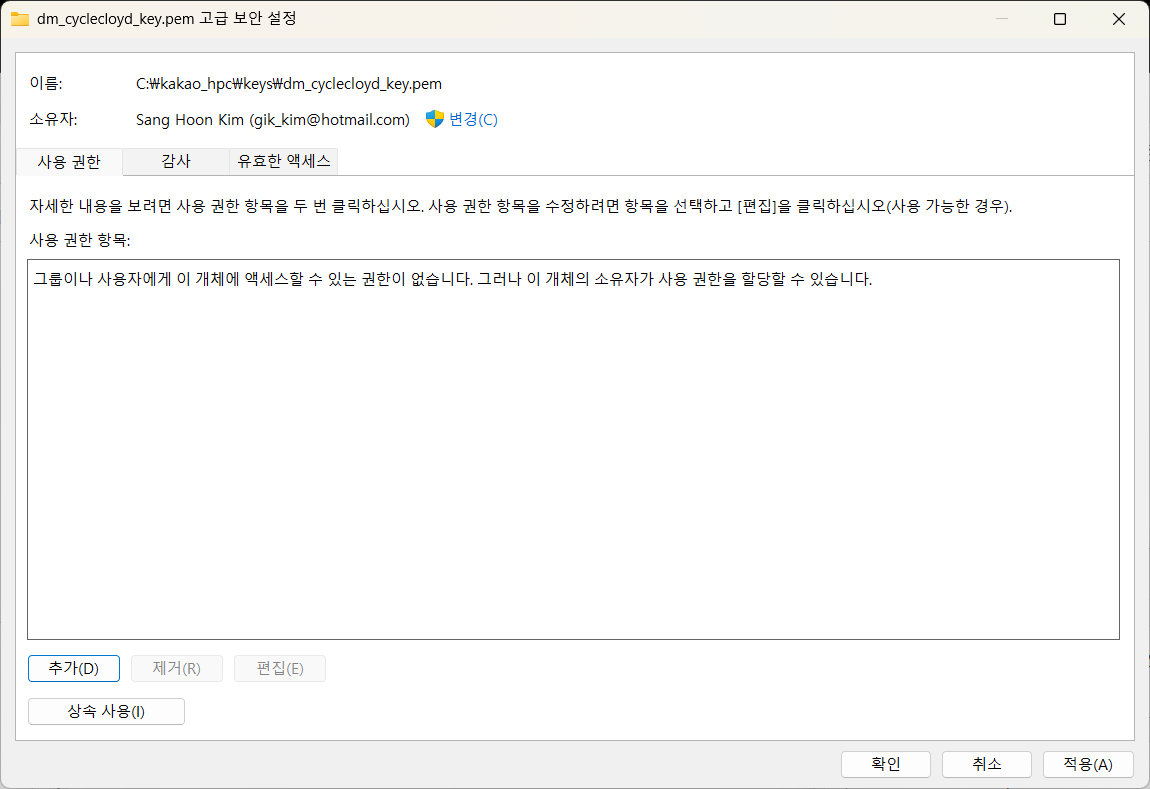 dm_cyclecloyd_key.pem 고급 보안 설정
이름: C:₩kakao_hpc₩keys₩dm_cyclecloyd_key.pem
소유자: Sang Hoon Kim (gik_kim@hotmail.com) 변경(C)
사용 권한 감사 유효한 액세스
자세한 내용을 보려면 사용 권한 항목을 두 번 클릭하십시오. 사용 권한 항목을 수정하려면 항목을 선택하고 [편집]을 클릭하십시오(사용 가능한 경우).
사용 권한 항목:
그룹이나 사용자에게 이 개체에 액세스할 수 있는 권한이 없습니다. 그러나 이 개체의 소유자가 사용 권한을 할당할 수 있습니다.
추가(D) 제거(R) 편집(E)
상속 사용(I)
확인 취소 적용(A)